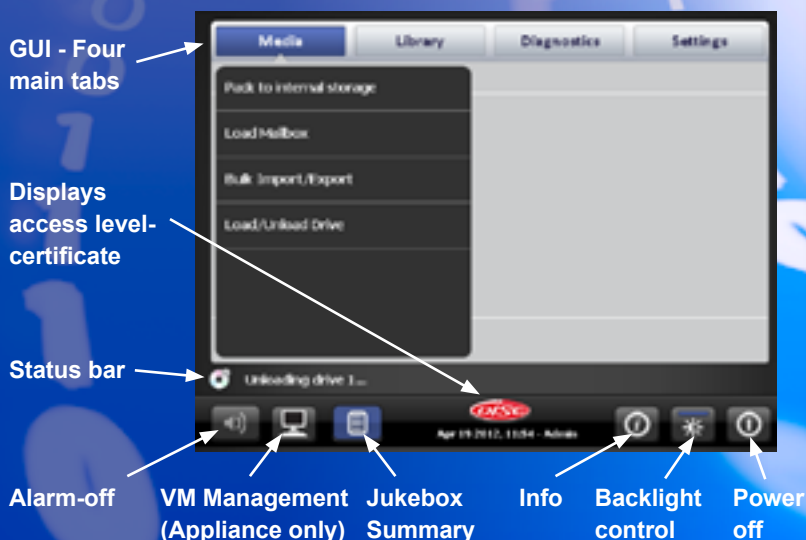 GUI - Four
main tabs
Media
Library
Diagnostics
Settings
Pack to internal storage
Load Mailbox
Bulk Import/Export
Load/Unload Drive
Displays
access level-
certificate
Status bar
Unloading drive 1...
DISC
Apr 19 2012, 11:54 - Admin
Alarm-off
VM Management
(Appliance only)
Jukebox
Summary
Info
Backlight
control
Power
off